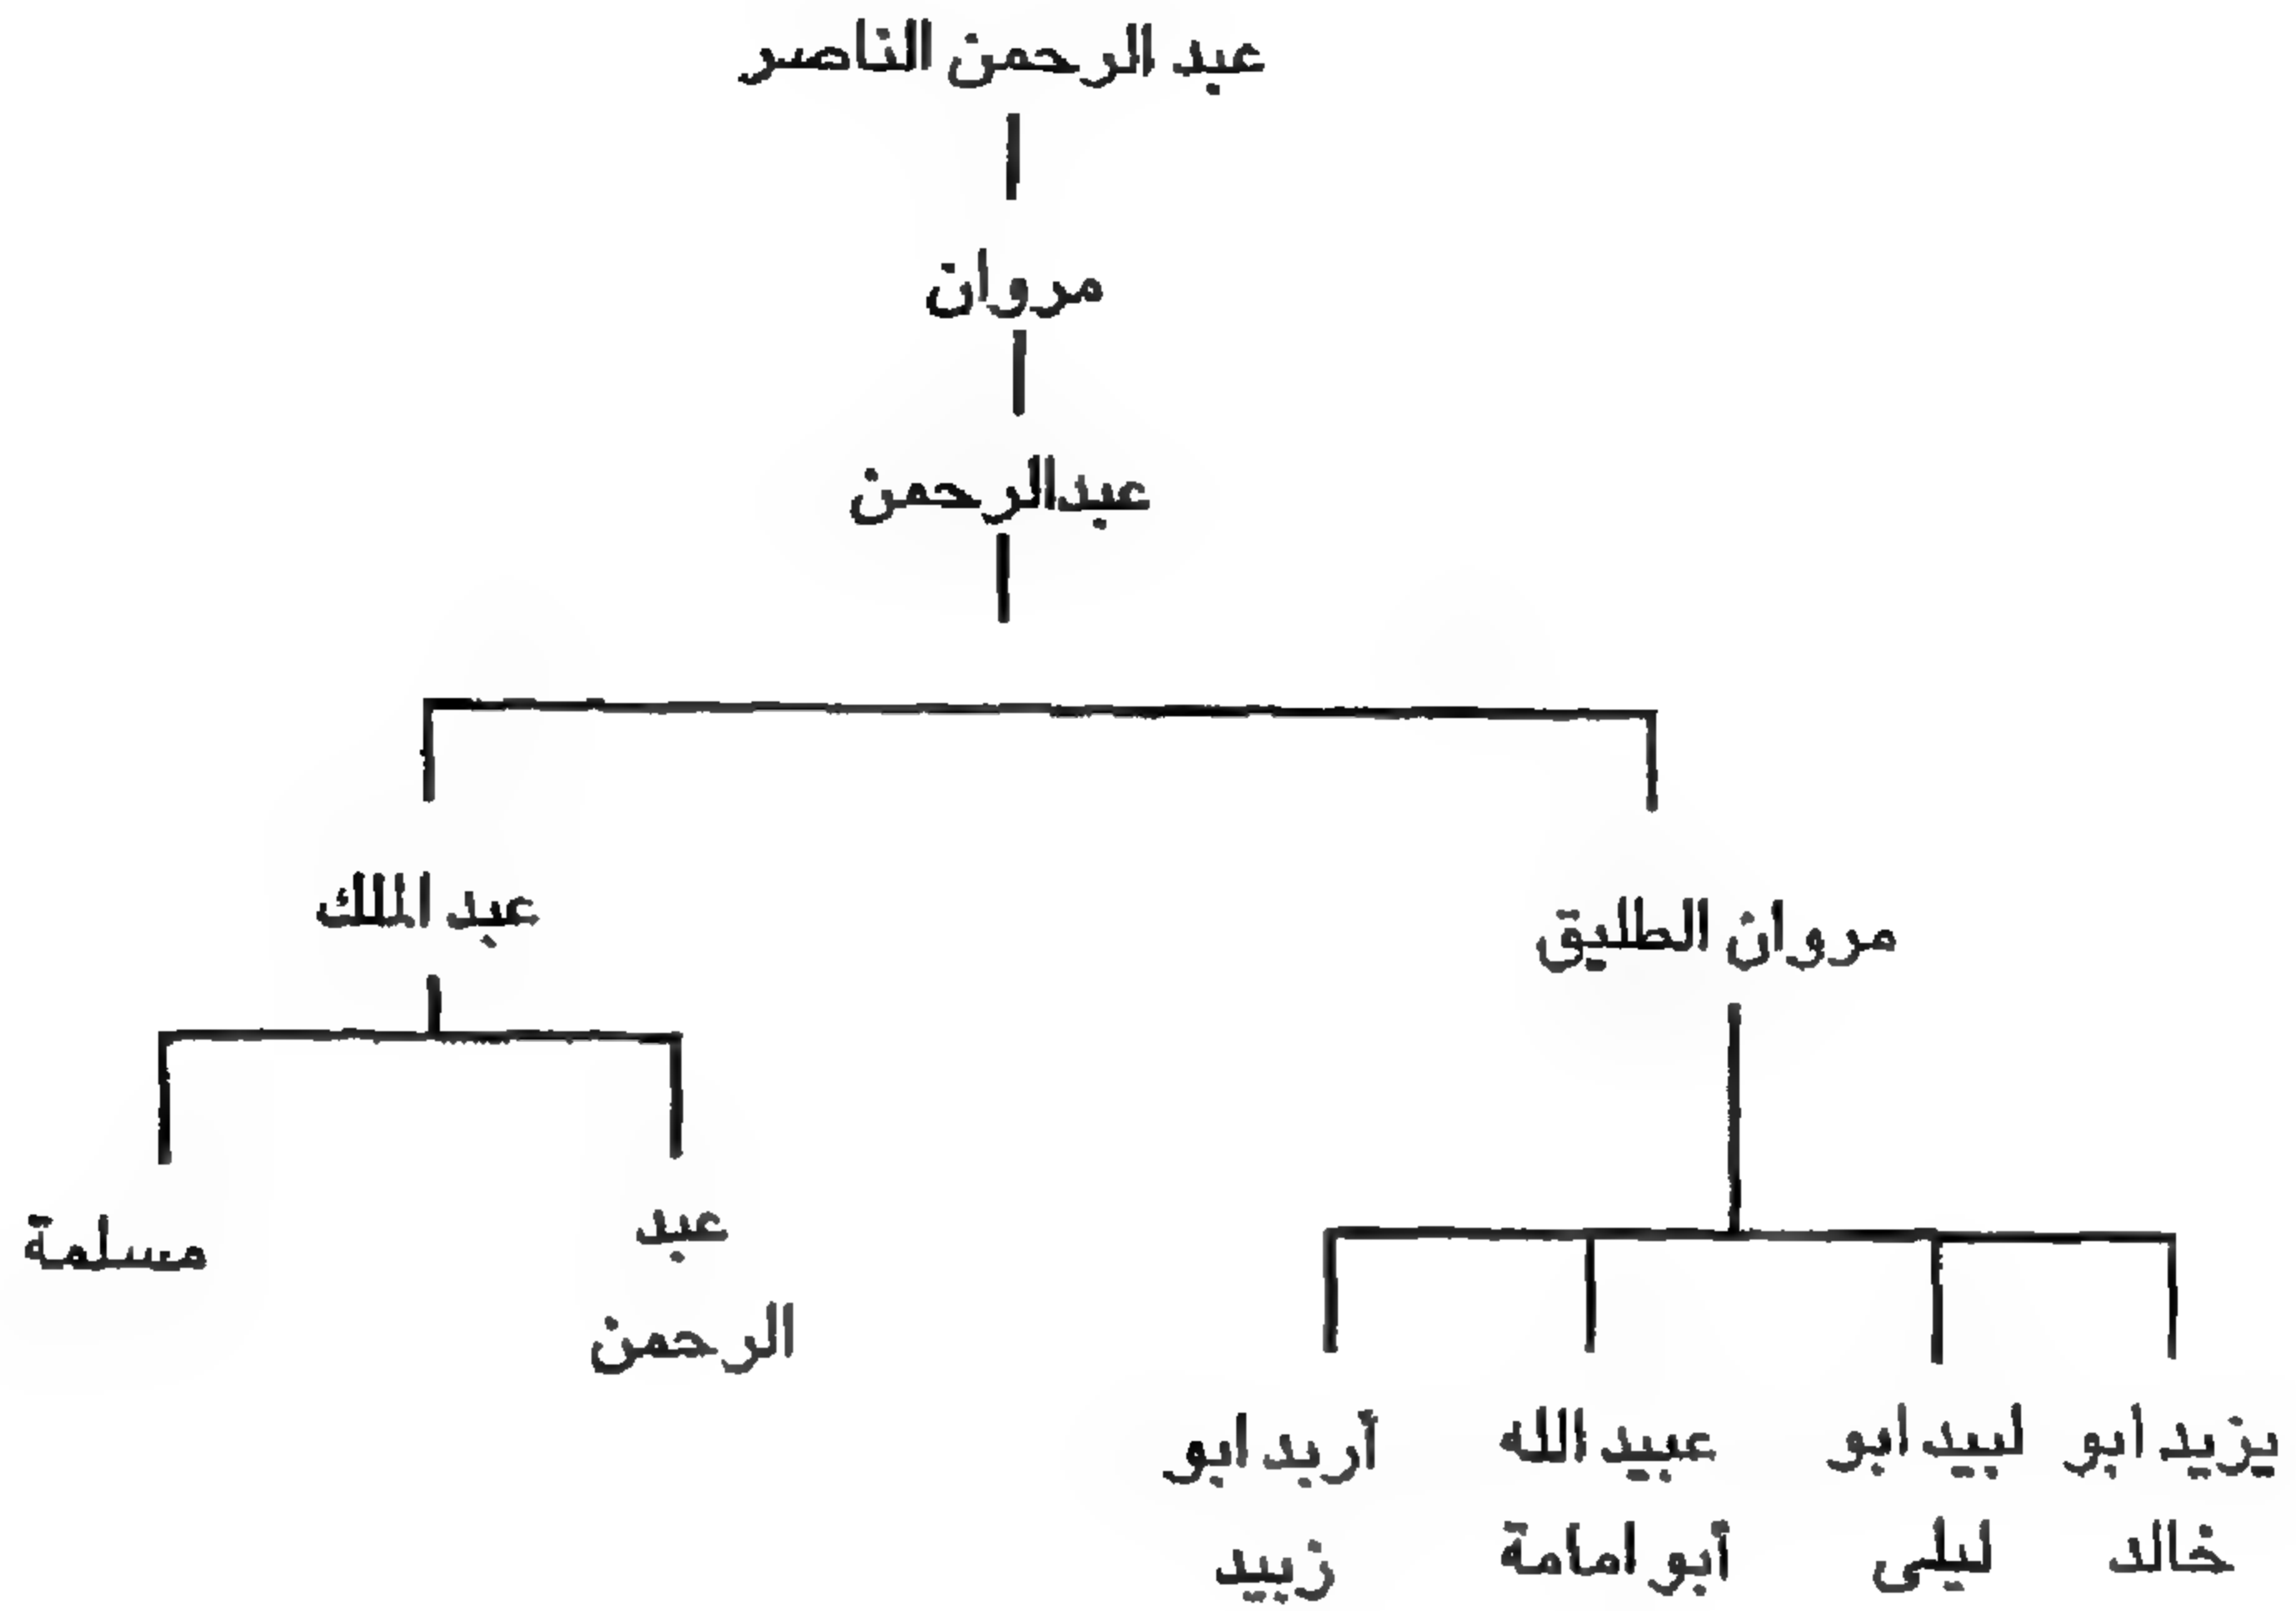 عبد الرحمن الناصر
مروان
عبدالرحمن
مروان الطليق
عبد الملك
يزيد ابو
خالد
لبيد ابو
ليلى
عبيد الله
أبو امامة
أربد ابو
زبيد
عبد
الرحمن
مسلمة